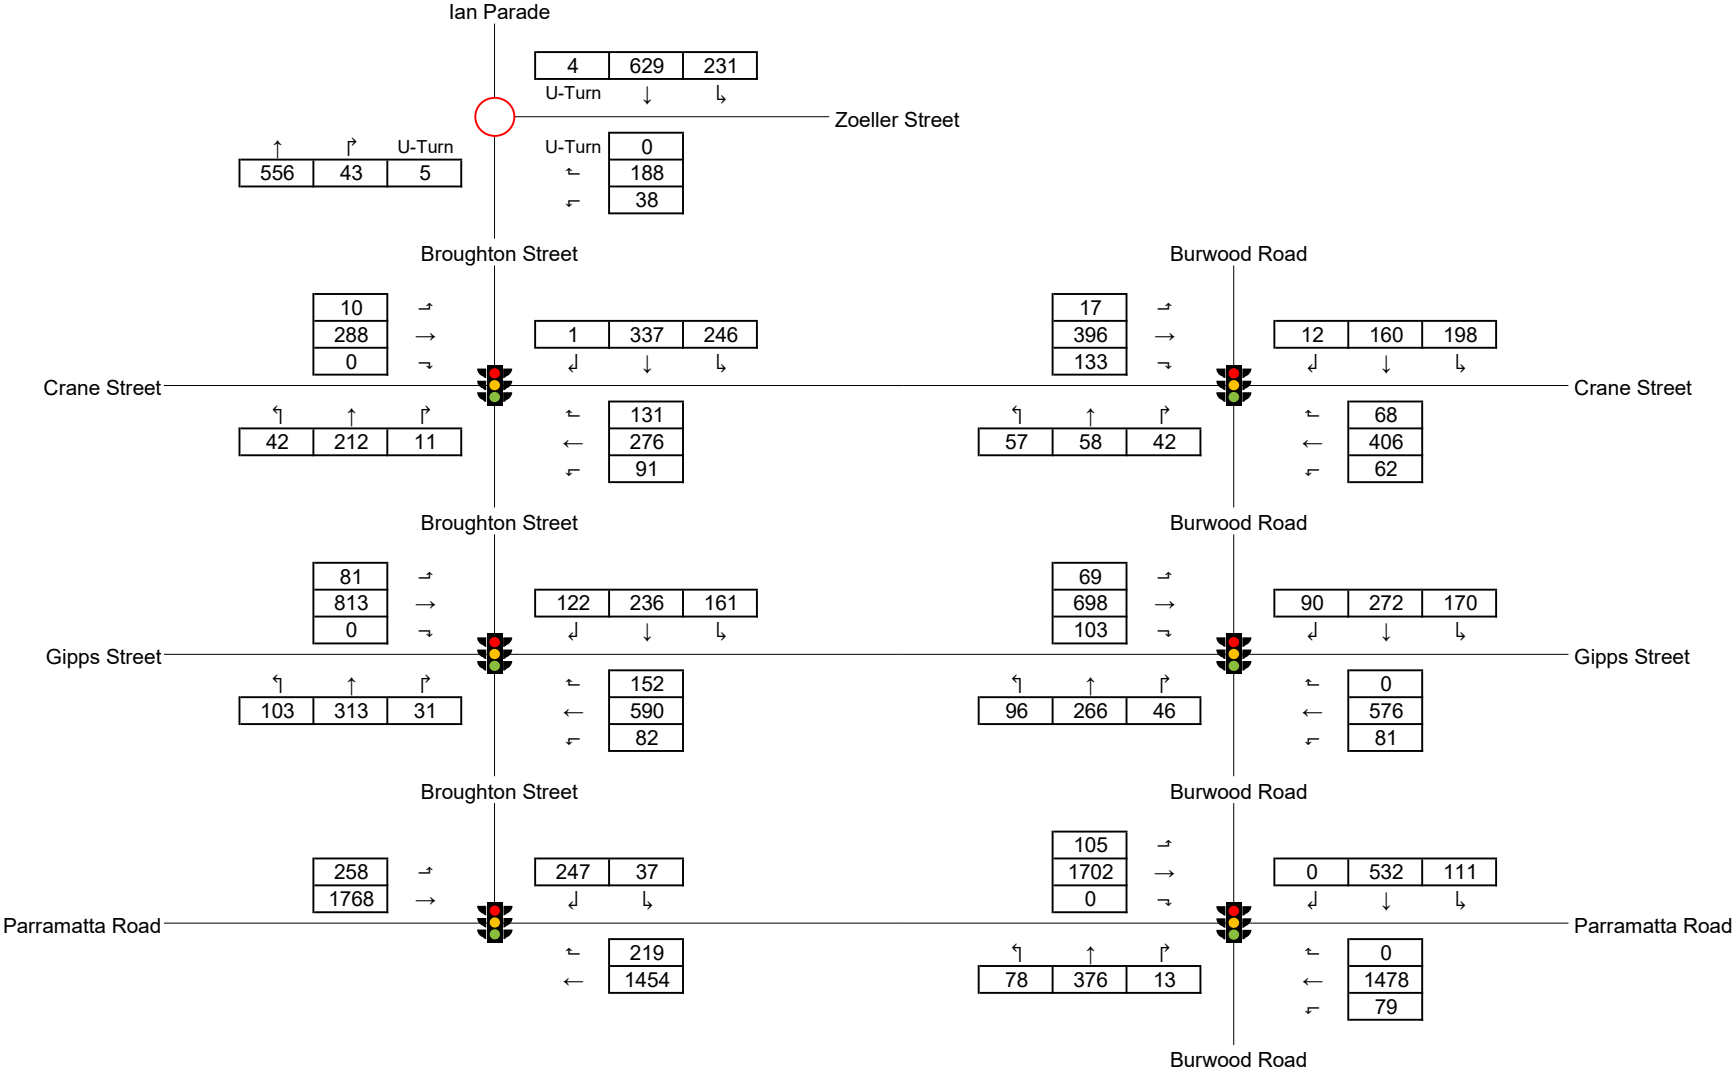 Ian Parade
4 629 231
U-Turn ↓ ↳
Zoeller Street
↑ ↱ U-Turn
556 43 5
U-Turn 0
188
38
Broughton Street
Burwood Road
10
288 →
0
1 337 246
17
396 →
133
12 160 198
Crane Street
Crane Street
42 212 11
131
← 276
91
57 58 42
68
← 406
62
Broughton Street
Burwood Road
81
813 →
0
122 236 161
69
698 →
103
90 272 170
Gipps Street
Gipps Street
103 313 31
152
← 590
82
96 266 46
0
← 576
81
Broughton Street
Burwood Road
258
1768 →
247 37
105
1702 →
0
0 532 111
Parramatta Road
Parramatta Road
219
← 1454
78 376 13
0
← 1478
79
Burwood Road